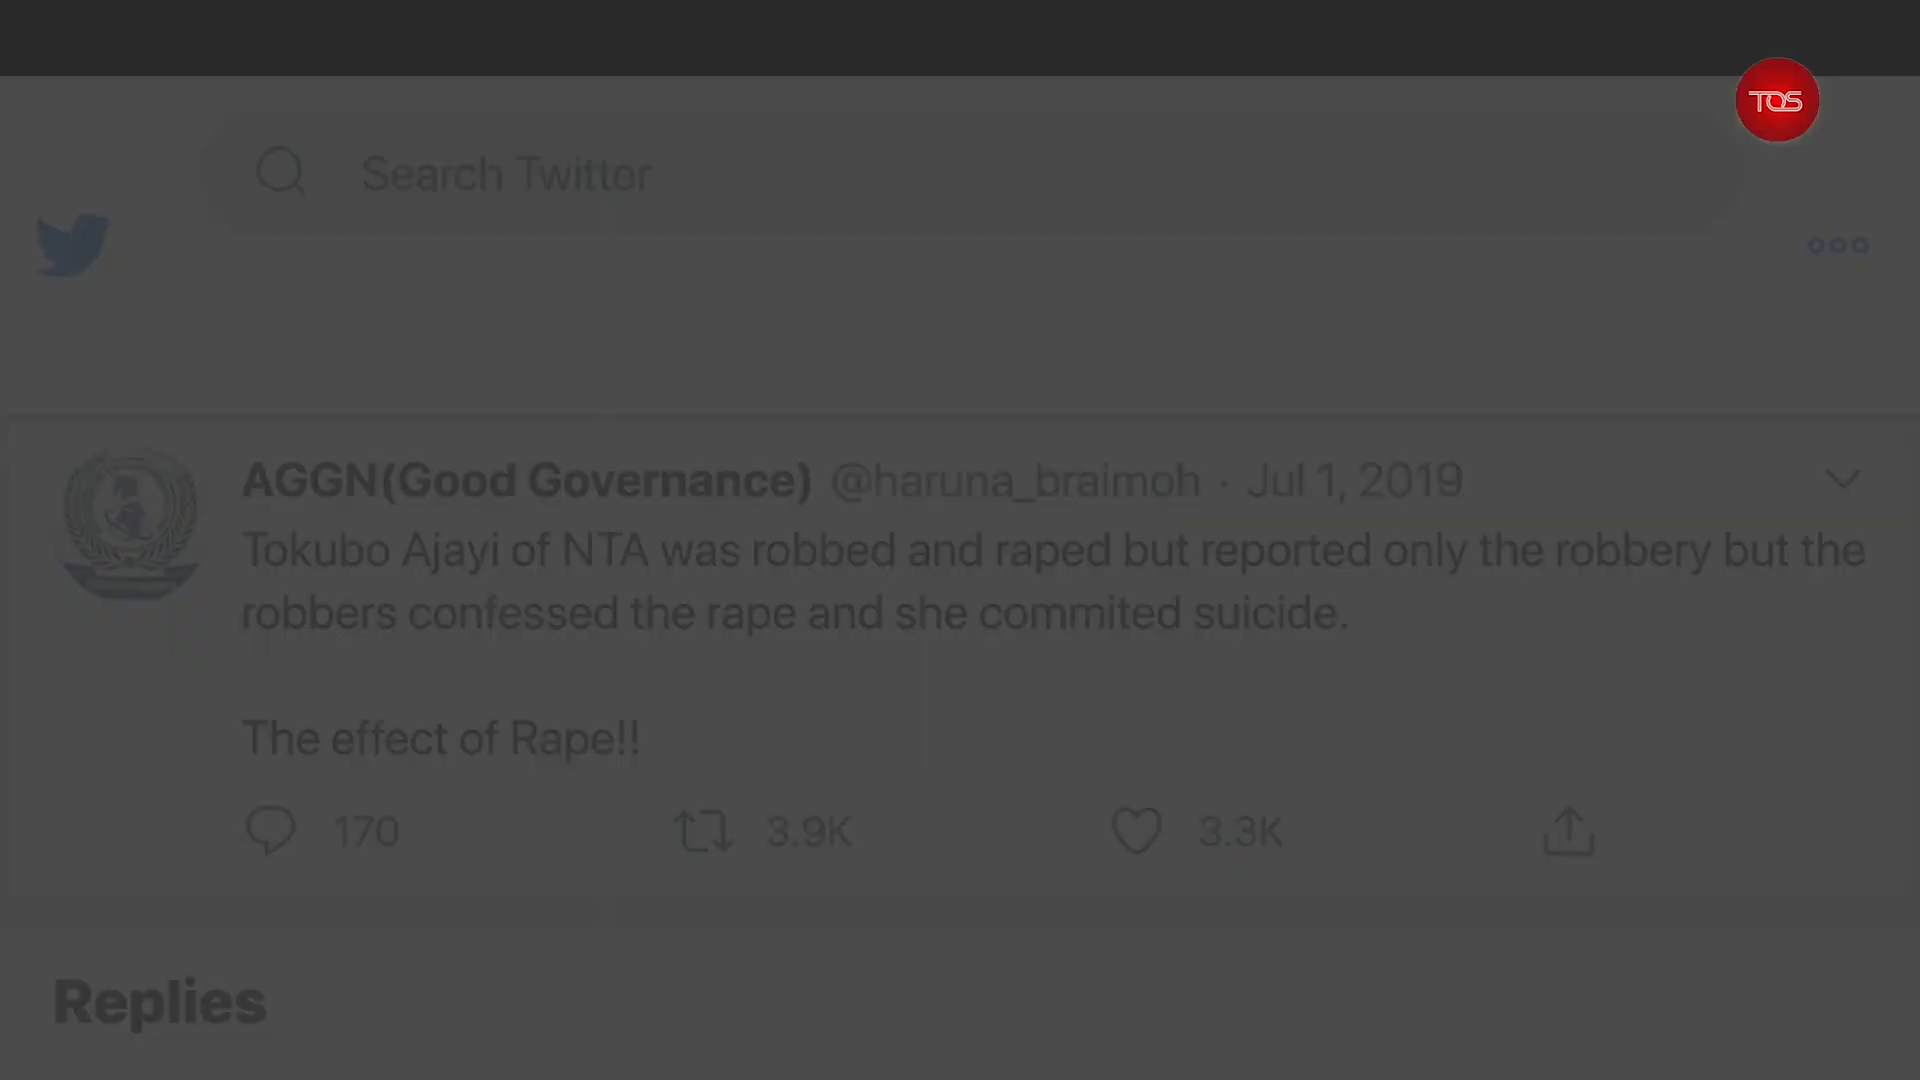 TOS
Search Twitter
AGGN(Good Governance) @haruna_braimoh · Jul 1, 2019
Tokubo Ajayi of NTA was robbed and raped but reported only the robbery but the
robbers confessed the rape and she commited suicide.
The effect of Rape!!
170 3.9K 3.3K
Replies